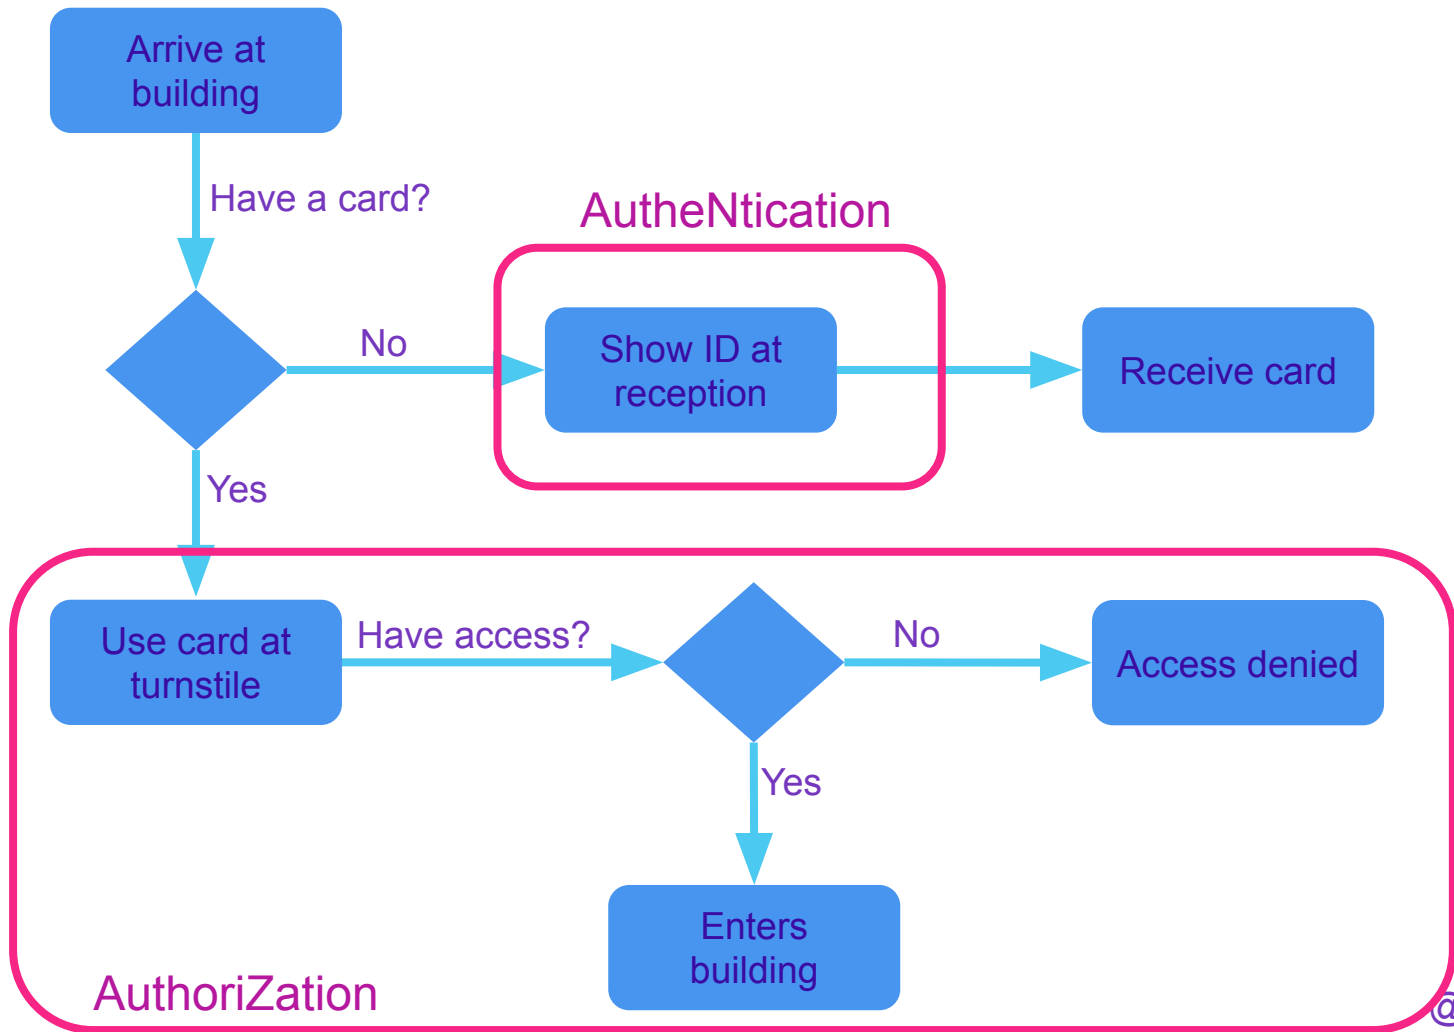 Arrive at
building
Have a card?
AutheNtication
No
Show ID at
reception
Receive card
Yes
Use card at
turnstile
Have access?
No
Access denied
Yes
Enters
building
AuthoriZation
@